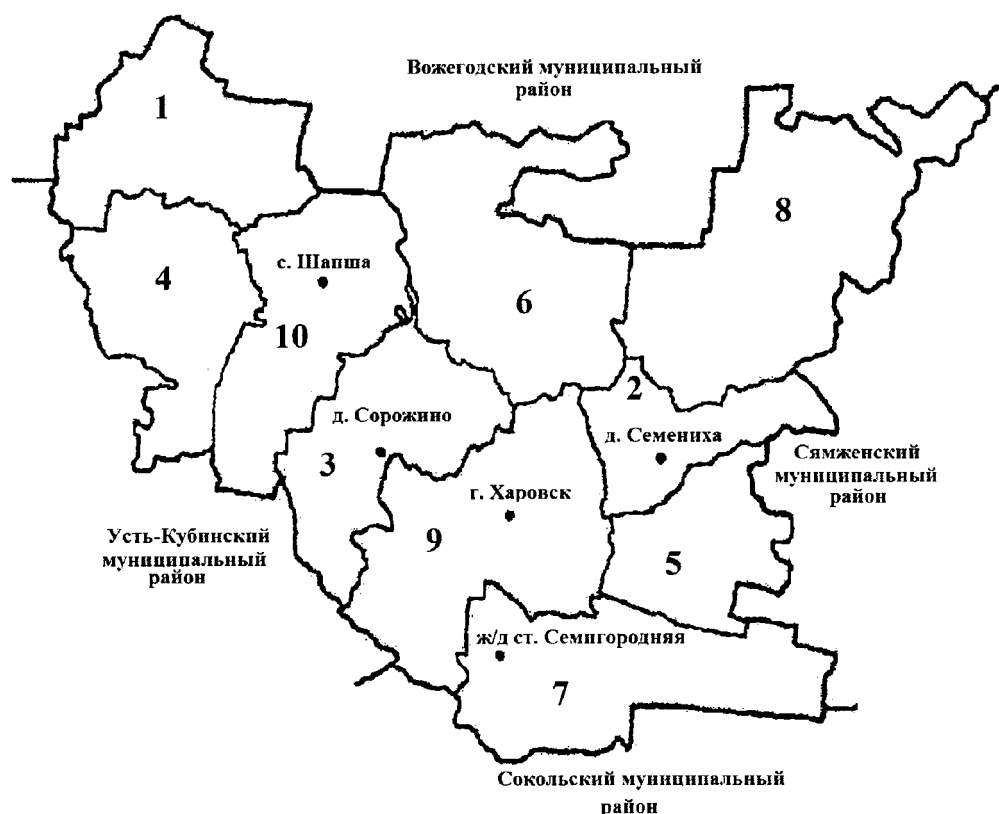 1
Вожегодский муниципальный
район
8
4
с. Шапша
6
10
2
д. Сорожино
д. Семениха
3
Сямженский
муниципальный
район
г. Харовск
Усть-Кубинский
муниципальный
район
9
5
ж/д ст. Семигородняя
7
Сокольский муниципальный
район